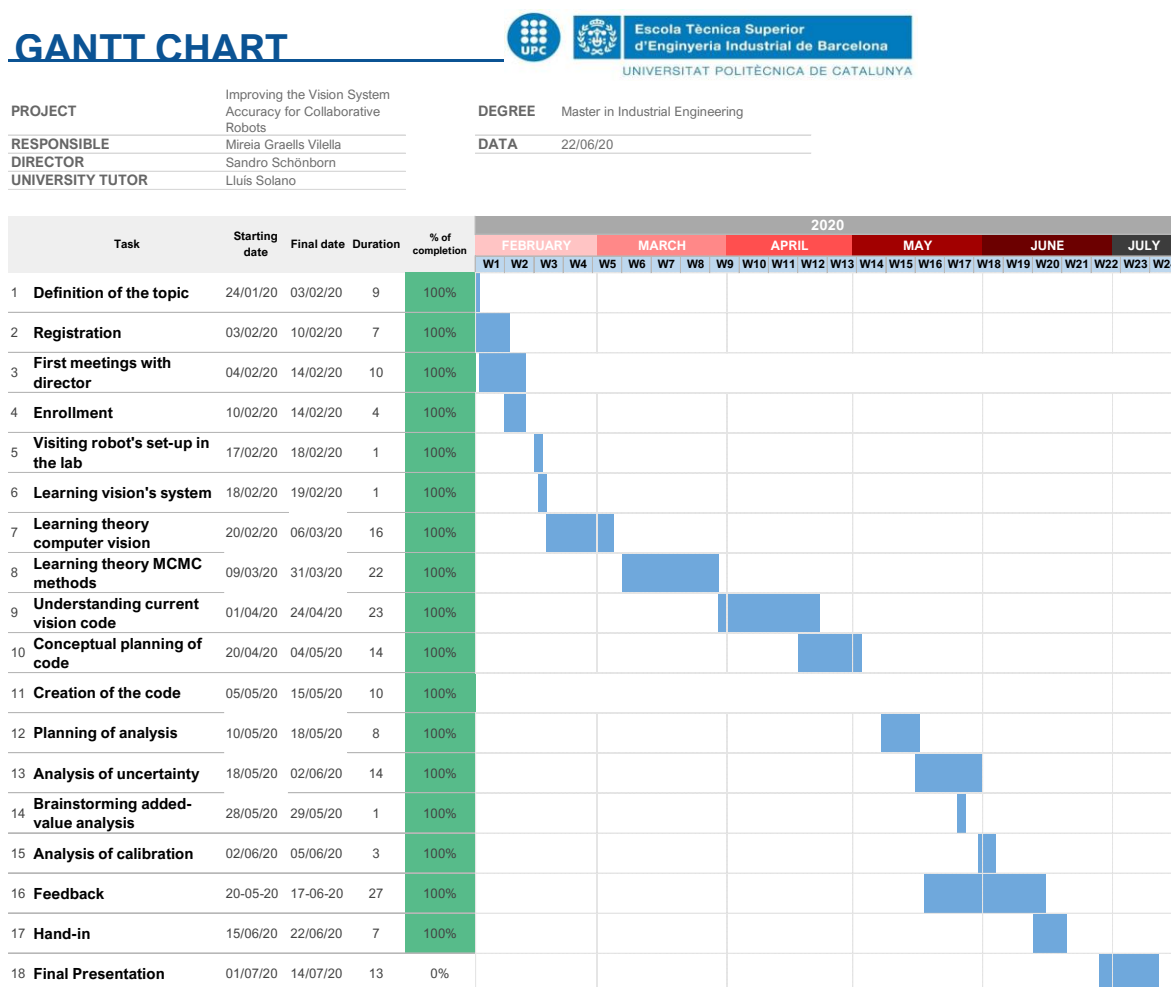 GANTT CHART
UPC
Escola Tècnica Superior
d'Enginyeria Industrial de Barcelona
UNIVERSITAT POLITÈCNICA DE CATALUNYA
PROJECT
Improving the Vision System
Accuracy for Collaborative
Robots
DEGREE Master in Industrial Engineering
RESPONSIBLE Mireia Graells Vilella
DATA 22/06/20
DIRECTOR Sandro Schönborn
UNIVERSITY TUTOR Lluís Solano
Task
Starting
date
Final date
Duration
% of
completion
2020
FEBRUARY MARCH APRIL MAY JUNE JULY
W1 W2 W3 W4 W5 W6 W7 W8 W9 W10 W11 W12 W13 W14 W15 W16 W17 W18 W19 W20 W21 W22 W23 W2
1 Definition of the topic 24/01/20 03/02/20 9 100%
2 Registration 03/02/20 10/02/20 7 100%
3 First meetings with
director 04/02/20 14/02/20 10 100%
4 Enrollment 10/02/20 14/02/20 4 100%
5 Visiting robot's set-up in
the lab 17/02/20 18/02/20 1 100%
6 Learning vision's system 18/02/20 19/02/20 1 100%
7 Learning theory
computer vision 20/02/20 06/03/20 16 100%
8 Learning theory MCMC
methods 09/03/20 31/03/20 22 100%
9 Understanding current
vision code 01/04/20 24/04/20 23 100%
10 Conceptual planning of
code 20/04/20 04/05/20 14 100%
11 Creation of the code 05/05/20 15/05/20 10 100%
12 Planning of analysis 10/05/20 18/05/20 8 100%
13 Analysis of uncertainty 18/05/20 02/06/20 14 100%
14 Brainstorming added-
value analysis 28/05/20 29/05/20 1 100%
15 Analysis of calibration 02/06/20 05/06/20 3 100%
16 Feedback 20-05-20 17-06-20 27 100%
17 Hand-in 15/06/20 22/06/20 7 100%
18 Final Presentation 01/07/20 14/07/20 13 0%